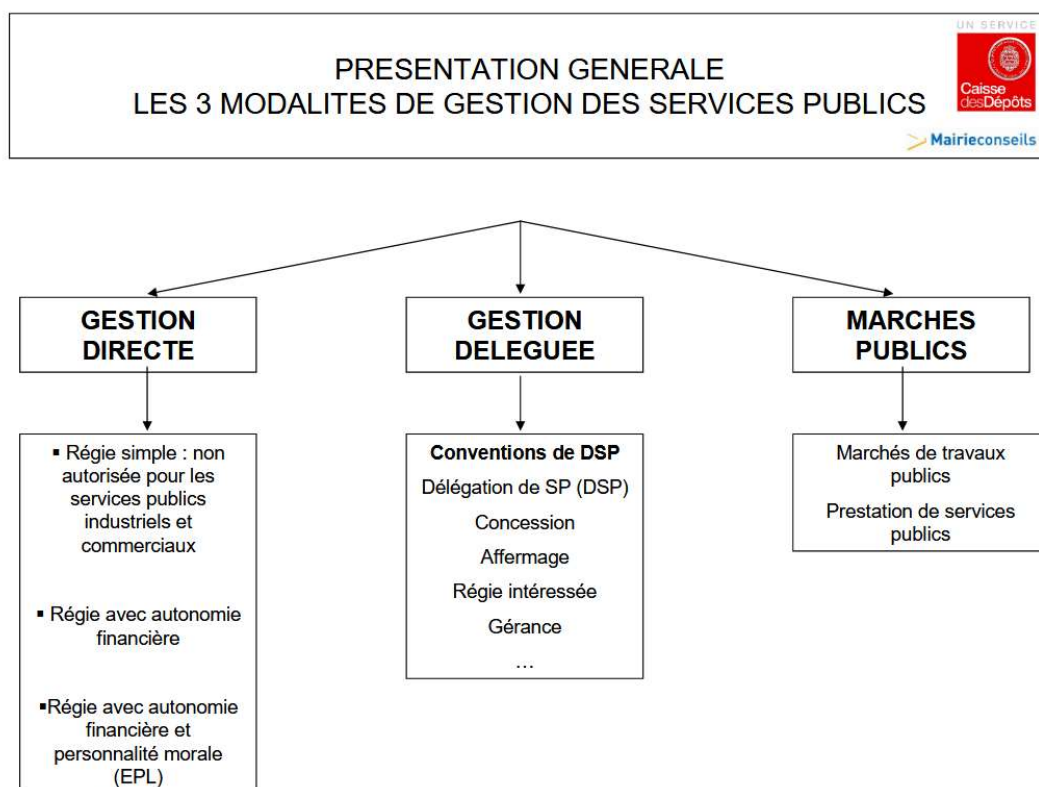 UN SERVICE
PRESENTATION GENERALE
LES 3 MODALITES DE GESTION DES SERVICES PUBLICS
Caisse
desDépôts
Mairieconseils
GESTION
DIRECTE
▪ Régie simple : non
autorisée pour les
services publics
industriels et
commerciaux
▪ Régie avec autonomie
financière
▪Régie avec autonomie
financière et
personnalité morale
(EPL)
GESTION
DELEGUEE
Conventions de DSP
Délégation de SP (DSP)
Concession
Affermage
Régie intéressée
Gérance
…
MARCHES
PUBLICS
Marchés de travaux
publics
Prestation de services
publics